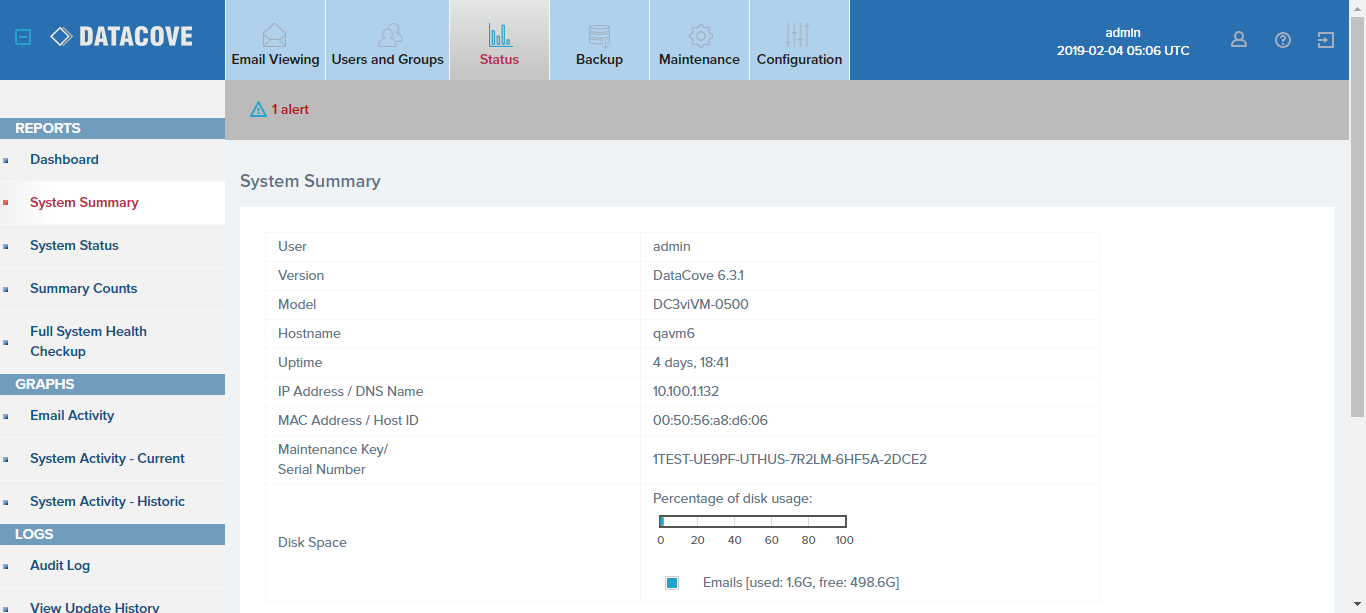 DATACOVE
Email Viewing
Users and Groups
Status
Backup
Maintenance
Configuration
admin
2019-02-04 05:06 UTC
1 alert
REPORTS
Dashboard
System Summary
System Status
Summary Counts
Full System Health
Checkup
GRAPHS
Email Activity
System Activity - Current
System Activity - Historic
LOGS
Audit Log
View Update History
System Summary
User admin
Version DataCove 6.3.1
Model DC3viVM-0500
Hostname qavm6
Uptime 4 days, 18:41
IP Address / DNS Name 10.100.1.132
MAC Address / Host ID 00:50:56:a8:d6:06
Maintenance Key/
Serial Number 1TEST-UE9PF-UTHUS-7R2LM-6HF5A-2DCE2
Disk Space
Percentage of disk usage:
0 20 40 60 80 100
Emails [used: 1.6G, free: 498.6G]